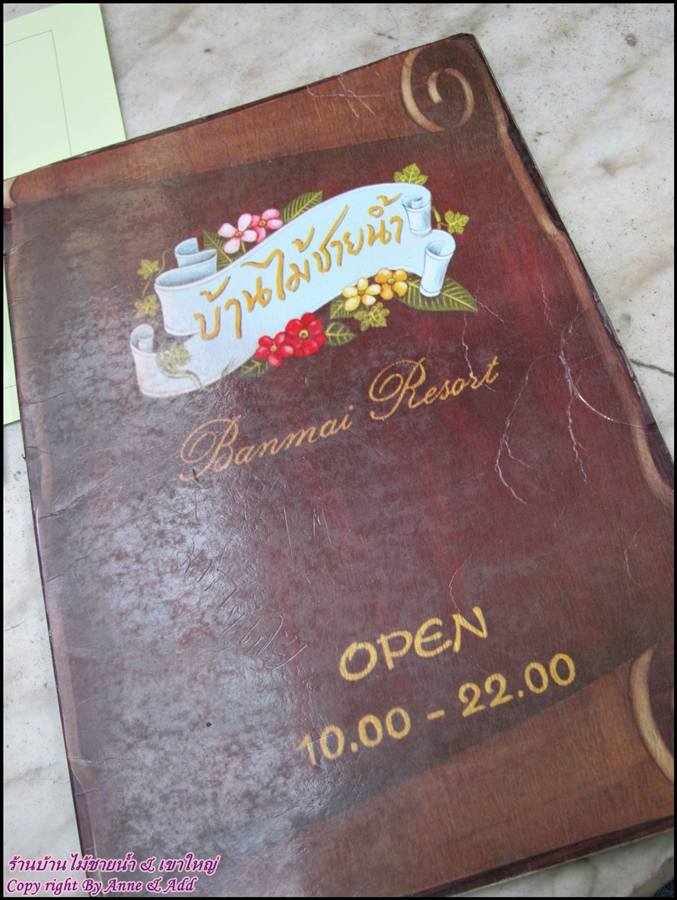 บ้านไม้ชายน้ำ
Banmai Resort
OPEN
10.00 - 22.00
ร้านบ้านไม้ชายน้ำ & เขาใหญ่
Copy right By Anne & Add